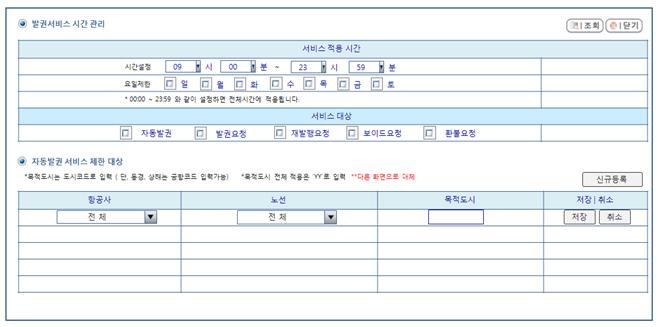 발권서비스 시간 관리
조회 닫기
서비스 적용 시간
시간설정 09 시 00 분 ~ 23 시 59 분
요일제한 일 월 화 수 목 금 토
* 00:00 ~ 23:59 와 같이 설정하면 전체시간에 적용됩니다.
서비스 대상
자동발권 발권요청 재발행요청 보이드요청 환불요청
자동발권 서비스 제한 대상
*목적도시는 도시코드로 입력 ( 단, 동경, 상해는 공항코드 입력가능) *목적도시 전체 적용은 'YY'로 입력 **다른 화면으로 대체
신규등록
항공사 노선 목적도시 저장 | 취소
전 체 전 체 저장 취소